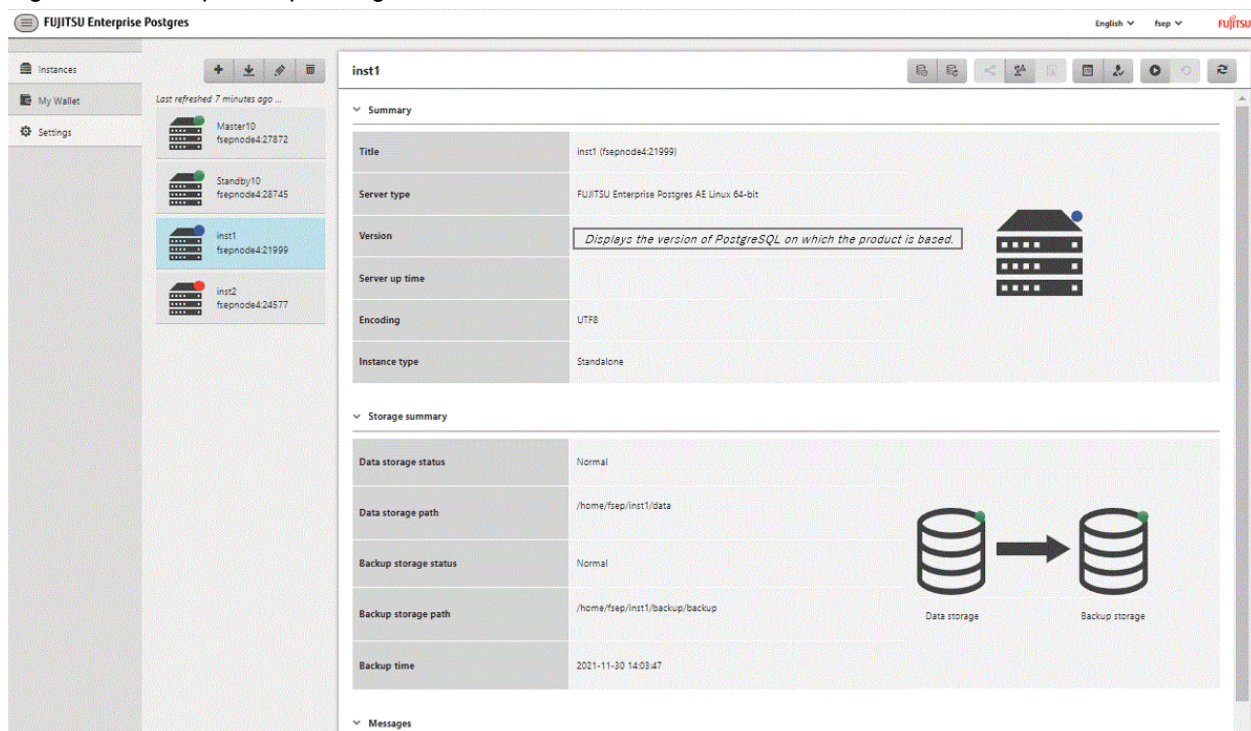 FUJITSU Enterprise Postgres
English
fsep
FUJITSU
Instances
My Wallet
Settings
Last refreshed 7 minutes ago ...
Master10
fsepnode4:27872
Standby10
fsepnode4:28745
inst1
fsepnode4:21999
inst2
fsepnode4:24577
inst1
Summary
Title
inst1 (fsepnode4:21999)
Server type
FUJITSU Enterprise Postgres AE Linux 64-bit
Version
Displays the version of PostgreSQL on which the product is based.
Server up time
Encoding
UTF8
Instance type
Standalone
Storage summary
Data storage status
Normal
Data storage path
/home/fsep/inst1/data
Backup storage status
Normal
Backup storage path
/home/fsep/inst1/backup/backup
Backup time
2021-11-30 14:03:47
Data storage
Backup storage
Messages